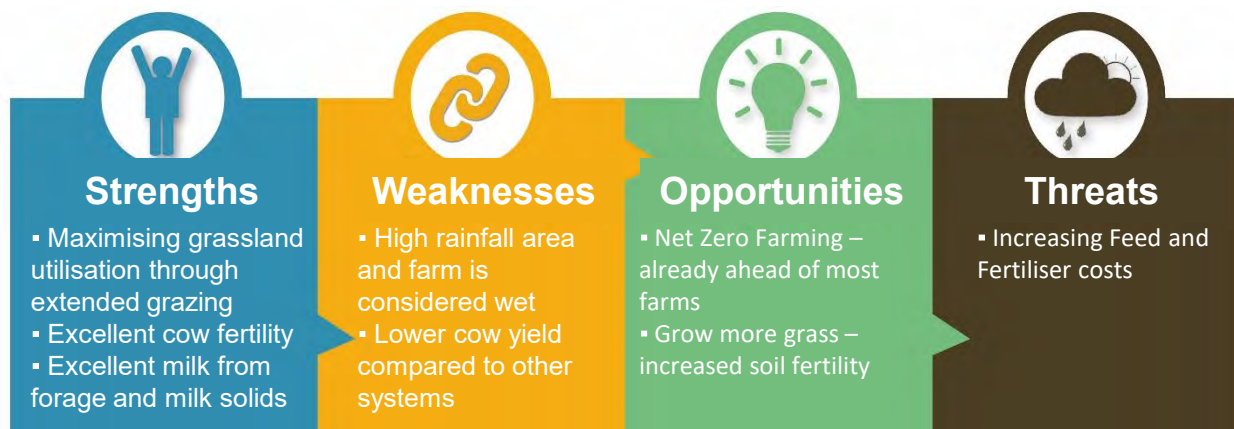 Strengths
▪ Maximising grassland
utilisation through
extended grazing
▪ Excellent cow fertility
▪ Excellent milk from
forage and milk solids
Weaknesses
▪ High rainfall area
and farm is
considered wet
▪ Lower cow yield
compared to other
systems
Opportunities
▪ Net Zero Farming –
already ahead of most
farms
▪ Grow more grass –
increased soil fertility
Threats
▪ Increasing Feed and
Fertiliser costs